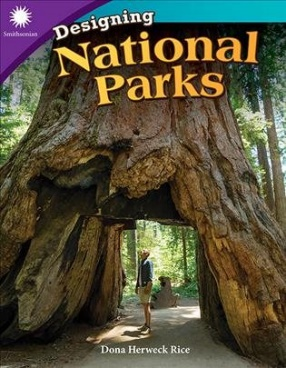 Smithsonian
Designing
National
Parks
Dona Herweck Rice